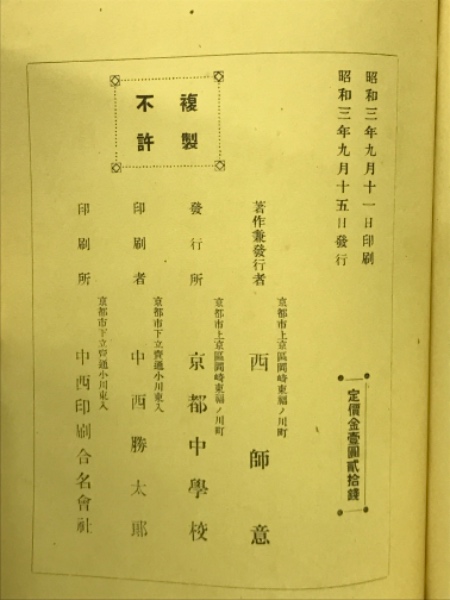 昭和三年九月十一日印刷
昭和三年九月十五日發行
定價金壹圓貳拾錢
複製
不許
京都市上京區岡崎東福ノ川町
著作兼發行者 西師意
京都市上京區岡崎東福ノ川町
發行所 京都中學校
京都市下立賣通小川東入
印刷者 中西勝太郎
京都市下立賣通小川東入
印刷所 中西印刷合名會社